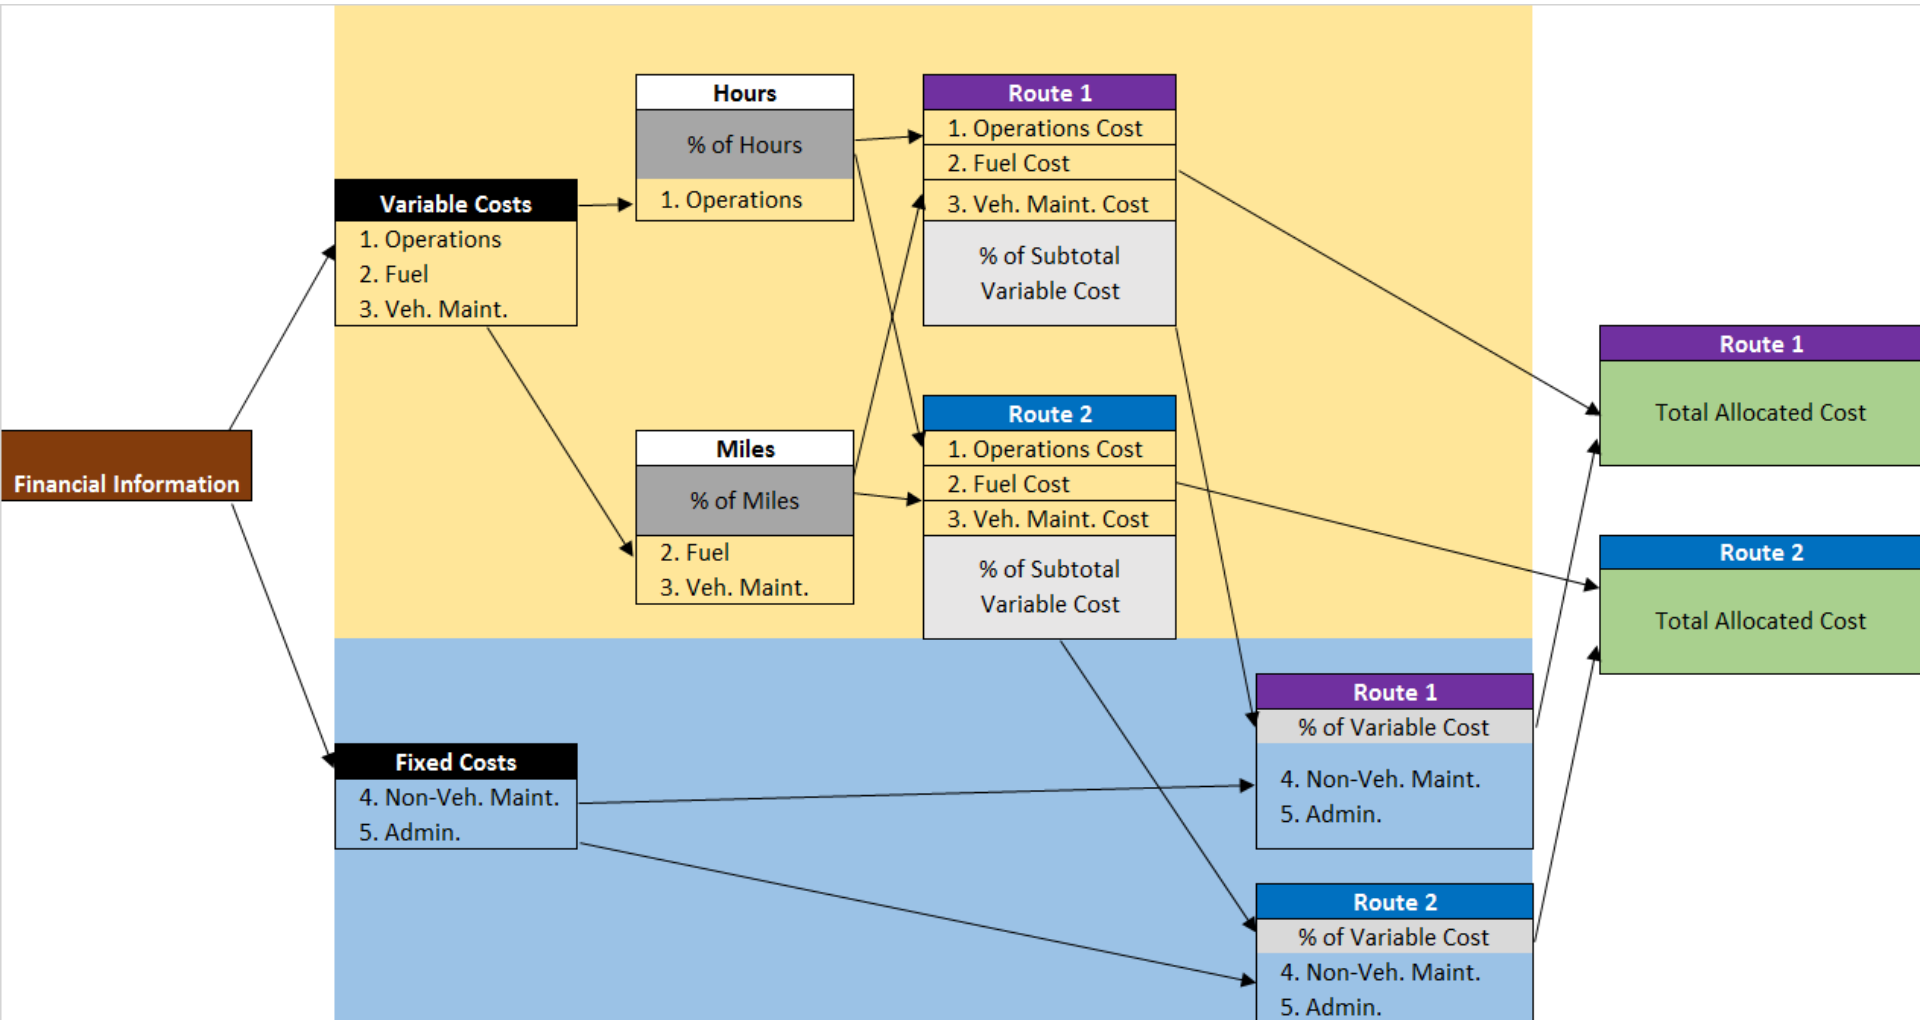 Financial Information
Variable Costs
1. Operations
2. Fuel
3. Veh. Maint.
Fixed Costs
4. Non-Veh. Maint.
5. Admin.
Hours
% of Hours
1. Operations
Miles
% of Miles
2. Fuel
3. Veh. Maint.
Route 1
1. Operations Cost
2. Fuel Cost
3. Veh. Maint. Cost
% of Subtotal
Variable Cost
Route 2
1. Operations Cost
2. Fuel Cost
3. Veh. Maint. Cost
% of Subtotal
Variable Cost
Route 1
% of Variable Cost
4. Non-Veh. Maint.
5. Admin.
Route 2
% of Variable Cost
4. Non-Veh. Maint.
5. Admin.
Route 1
Total Allocated Cost
Route 2
Total Allocated Cost